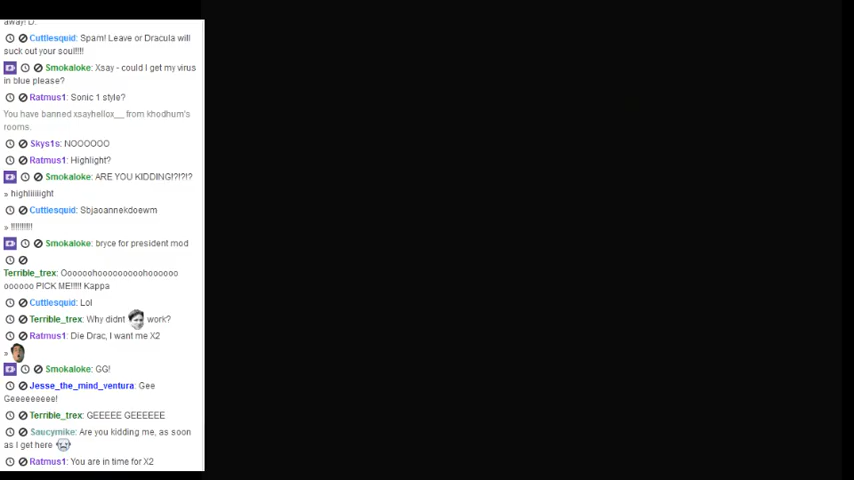 away! D:
Cuttlesquid: Spam! Leave or Dracula will
suck out your soul!!!!
Smokaloke: Xsay - could I get my virus
in blue please?
Ratmus1: Sonic 1 style?
You have banned xsayhellox__ from khodhum's
rooms.
Skys1s: NOOOOOO
Ratmus1: Highlight?
Smokaloke: ARE YOU KIDDING!?!?!?
» highliiiiiight
Cuttlesquid: Sbjaoannekdoewm
» !!!!!!!!!!
Smokaloke: bryce for president mod
Terrible_trex: Oooooohooooooooohoooooo
oooooo PICK ME!!!!! Kappa
Cuttlesquid: Lol
Terrible_trex: Why didnt work?
Ratmus1: Die Drac, I want me X2
»
Smokaloke: GG!
Jesse_the_mind_ventura: Gee
Geeeeeeeee!
Terrible_trex: GEEEEE GEEEEEE
Saucymike: Are you kidding me, as soon
as I get here
Ratmus1: You are in time for X2